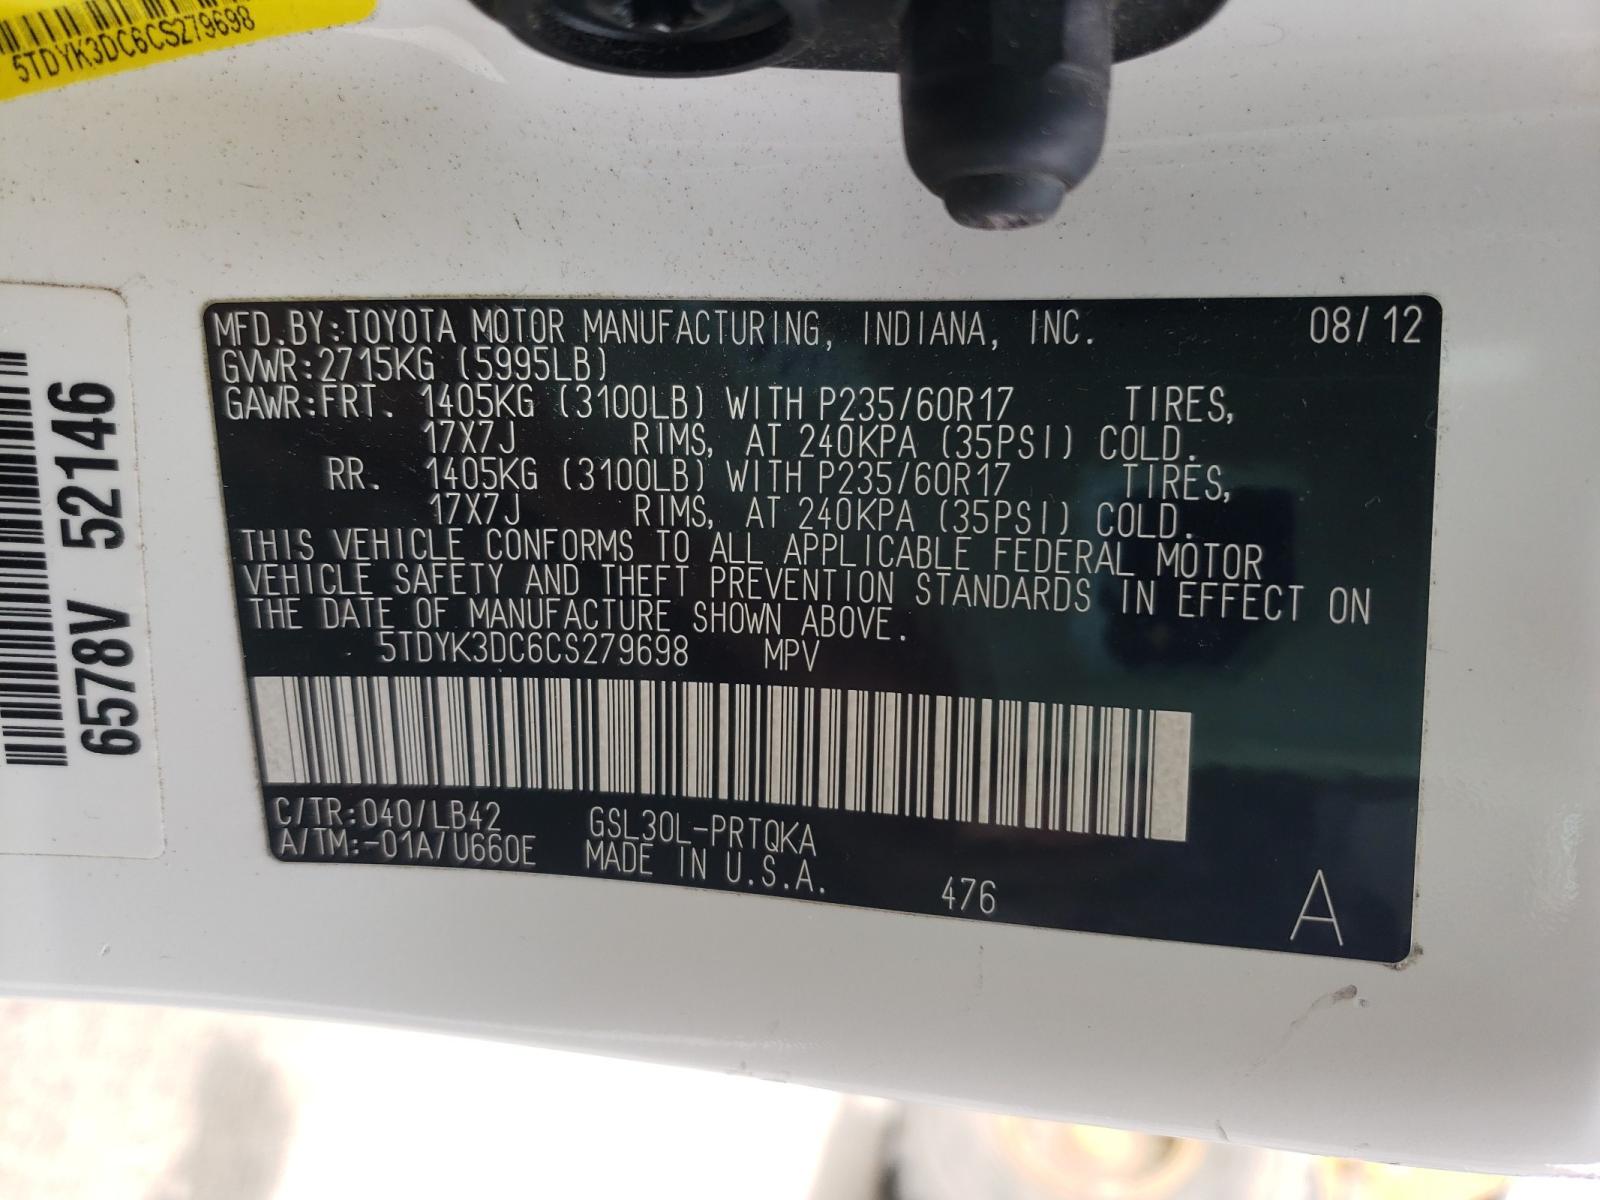 5TDYK3DC6CS279698
6578V 52146
MFD.BY:TOYOTA MOTOR MANUFACTURING, INDIANA, INC. 08/12
GVWR:2715KG (5995LB)
GAWR:FRT. 1405KG (3100LB) WITH P235/60R17 TIRES,
17X7J RIMS, AT 240KPA (35PSI) COLD.
RR. 1405KG (3100LB) WITH P235/60R17 TIRES,
17X7J RIMS, AT 240KPA (35PSI) COLD.
THIS VEHICLE CONFORMS TO ALL APPLICABLE FEDERAL MOTOR
VEHICLE SAFETY AND THEFT PREVENTION STANDARDS IN EFFECT ON
THE DATE OF MANUFACTURE SHOWN ABOVE.
5TDYK3DC6CS279698 MPV
C/TR:040/LB42 GSL30L-PRTQKA
A/TM:-01A/U660E MADE IN U.S.A.
476 A